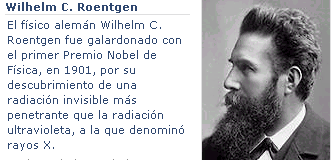 Wilhelm C. Roentgen
El físico alemán Wilhelm C.
Roentgen fue galardonado con
el primer Premio Nobel de
Física, en 1901, por su
descubrimiento de una
radiación invisible más
penetrante que la radiación
ultravioleta, a la que denominó
rayos X.